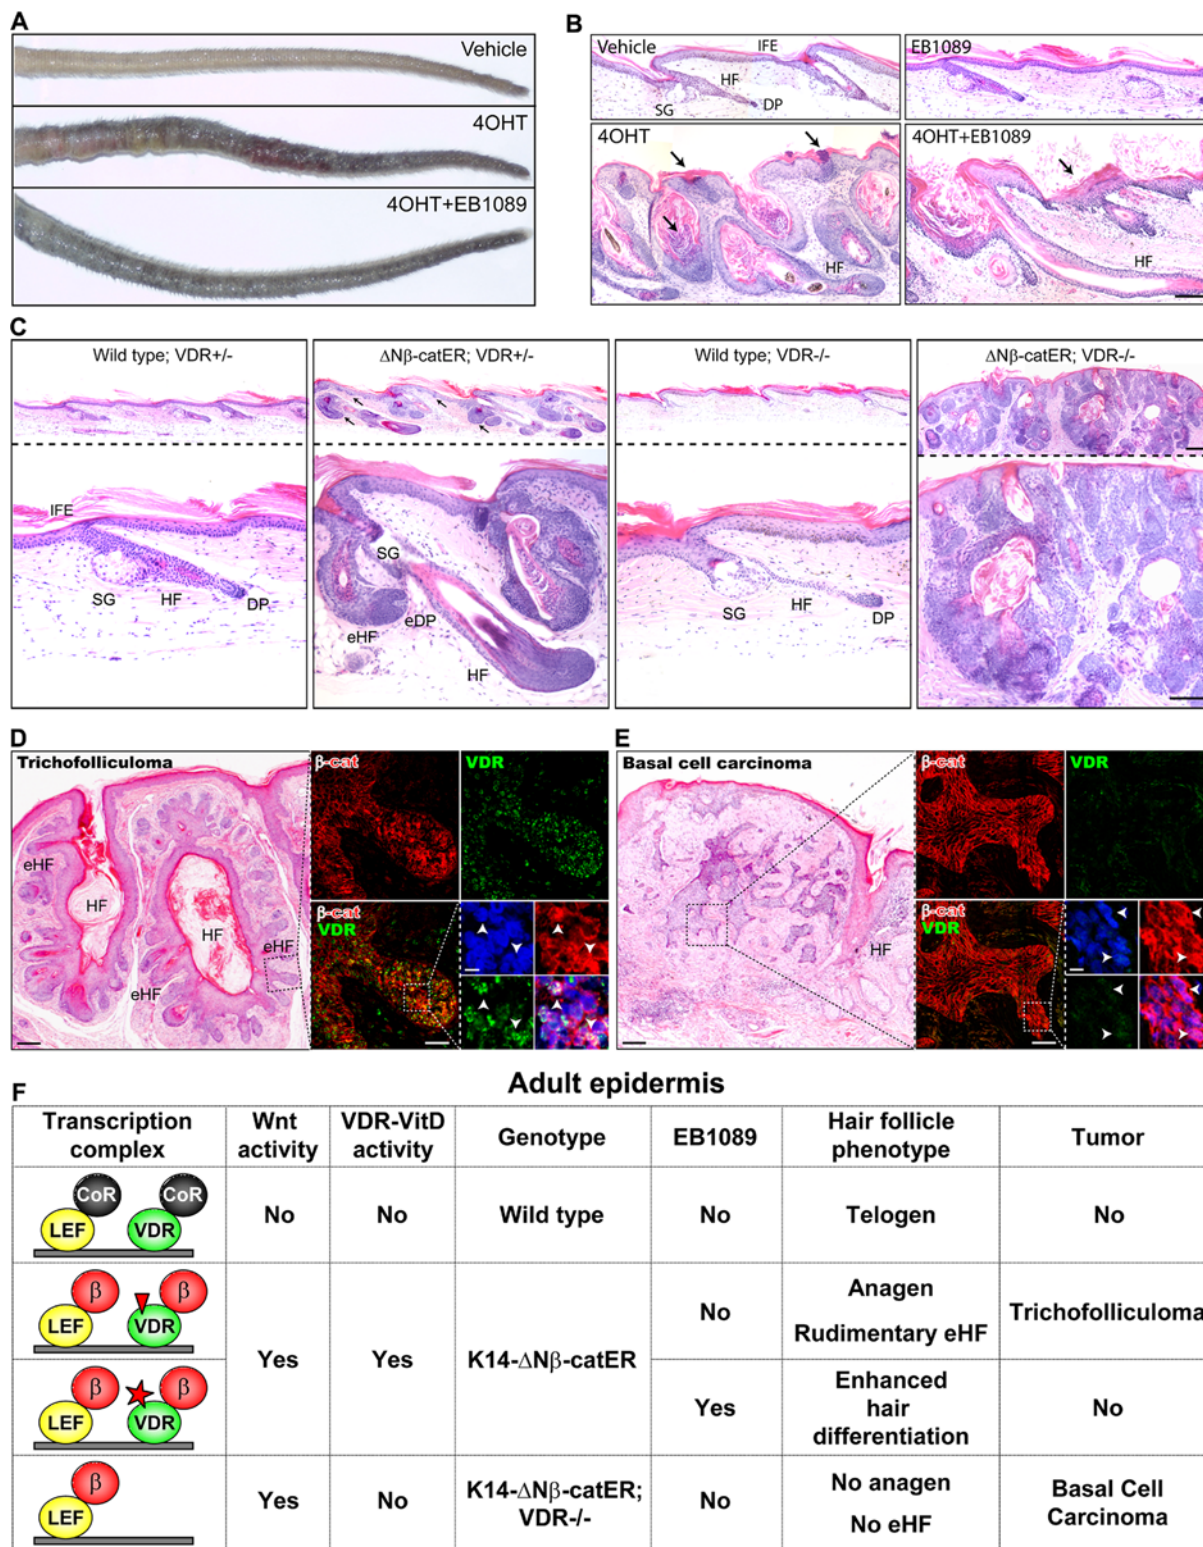 A
Vehicle
4OHT
4OHT+EB1089
B
Vehicle
IFE
HF
SG
DP
EB1089
4OHT
HF
4OHT+EB1089
HF
C
Wild type; VDR+/-
ΔNβ-catER; VDR+/-
Wild type; VDR-/-
ΔNβ-catER; VDR-/-
IFE
SG
HF
DP
SG
eHF
eDP
HF
SG
HF
DP
D
Trichofolliculoma
β-cat
VDR
eHF
HF
HF
eHF
eHF
β-cat
VDR
E
Basal cell carcinoma
β-cat
VDR
HF
β-cat
VDR
F
Adult epidermis
Transcription complex
Wnt activity
VDR-VitD activity
Genotype
EB1089
Hair follicle phenotype
Tumor
CoR
CoR
LEF
VDR
No
No
Wild type
No
Telogen
No
β
β
LEF
VDR
Yes
Yes
K14-ΔNβ-catER
No
Anagen
Rudimentary eHF
Trichofolliculoma
β
β
LEF
VDR
Yes
Enhanced
hair
differentiation
No
β
LEF
Yes
No
K14-ΔNβ-catER;
VDR-/-
No
No anagen
No eHF
Basal Cell
Carcinoma